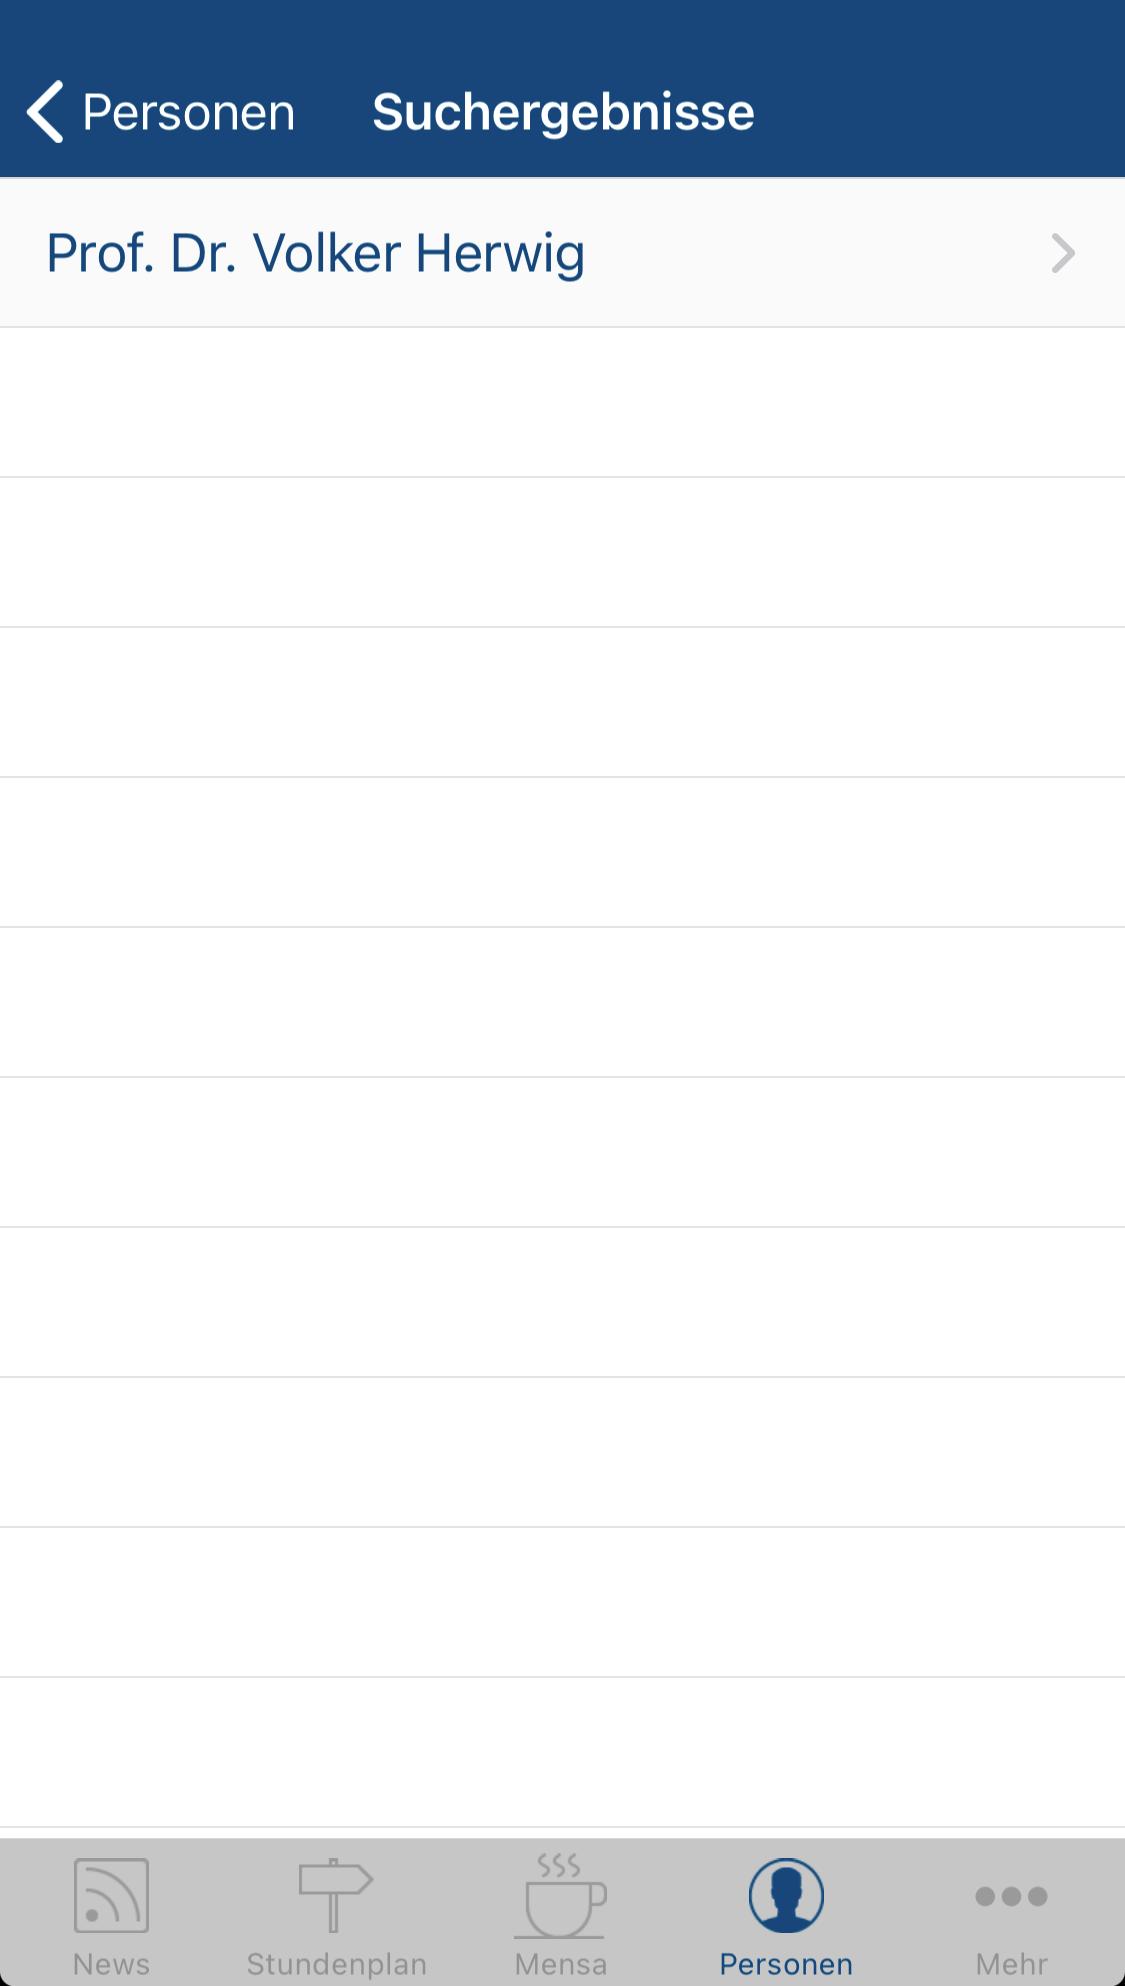 Personen Suchergebnisse
Prof. Dr. Volker Herwig
News Stundenplan Mensa Personen Mehr